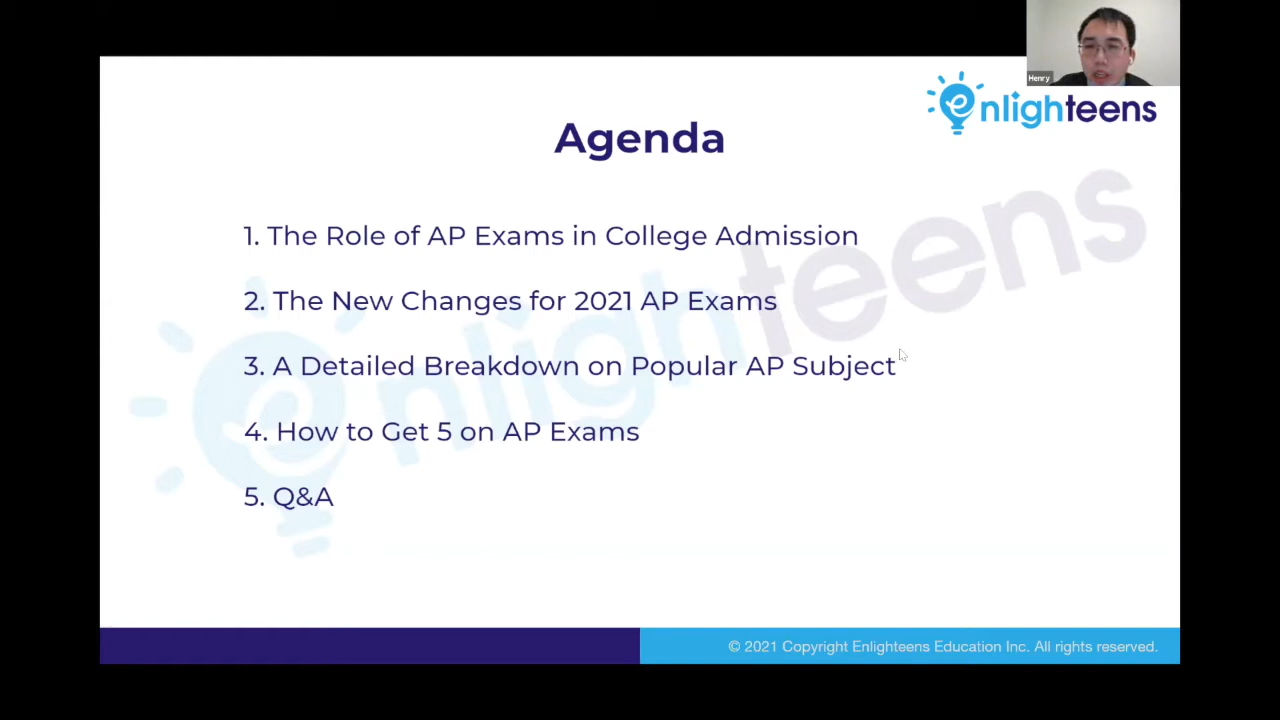 Henry
enlighteens
Agenda
1. The Role of AP Exams in College Admission
2. The New Changes for 2021 AP Exams
3. A Detailed Breakdown on Popular AP Subject
4. How to Get 5 on AP Exams
5. Q&A
enlighteens
© 2021 Copyright Enlighteens Education Inc. All rights reserved.